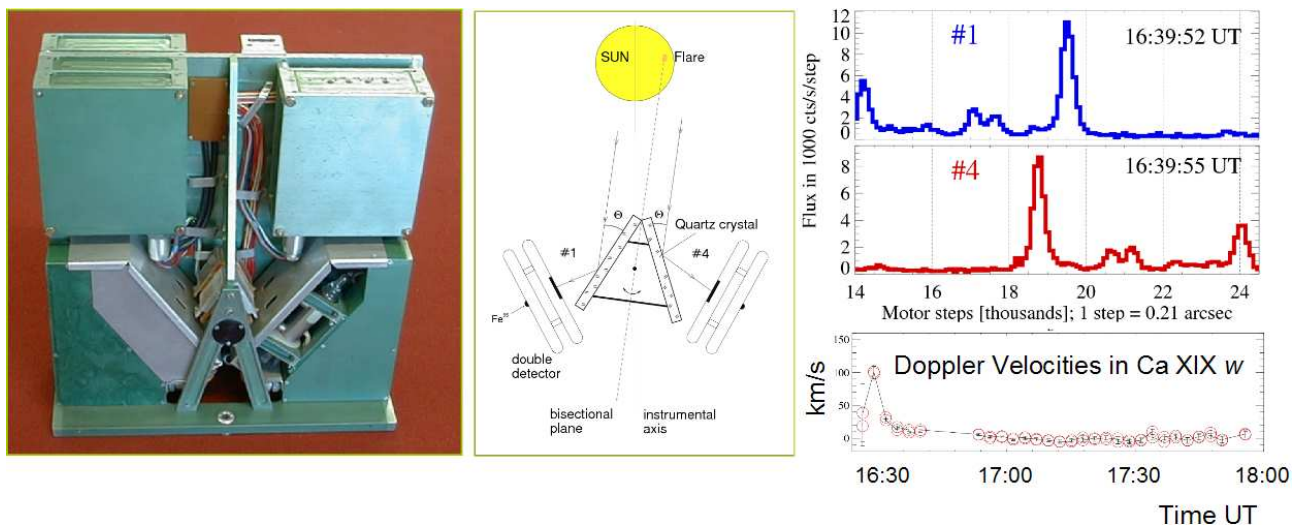 SUN
Flare
Θ
Θ
Quartz crystal
#1
#4
Fe⁵⁵
double
detector
bisectional
plane
instrumental
axis
Flux in 1000 cts/s/step
12
10
8
6
4
2
0
#1
16:39:52 UT
8
6
4
2
0
#4
16:39:55 UT
14
16
18
20
22
24
Motor steps [thousands]; 1 step = 0.21 arcsec
km/s
150
100
50
0
Doppler Velocities in Ca XIX w
16:30
17:00
17:30
18:00
Time UT